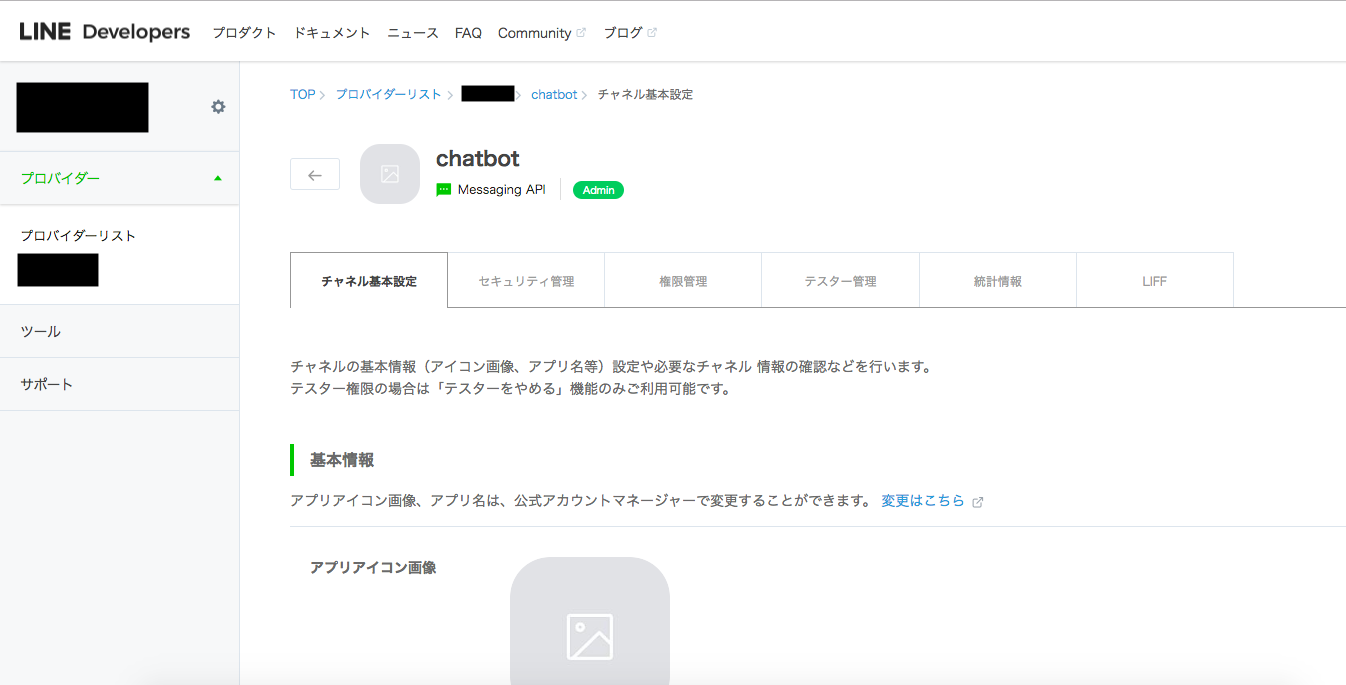 LINE Developers プロダクト ドキュメント ニュース FAQ Community ブログ
プロバイダー
プロバイダーリスト
ツール
サポート
TOP プロバイダーリスト chatbot チャネル基本設定
chatbot
Messaging API Admin
チャネル基本設定 セキュリティ管理 権限管理 テスター管理 統計情報 LIFF
チャネルの基本情報（アイコン画像、アプリ名等）設定や必要なチャネル 情報の確認などを行います。
テスター権限の場合は「テスターをやめる」機能のみご利用可能です。
基本情報
アプリアイコン画像、アプリ名は、公式アカウントマネージャーで変更することができます。 変更はこちら
アプリアイコン画像